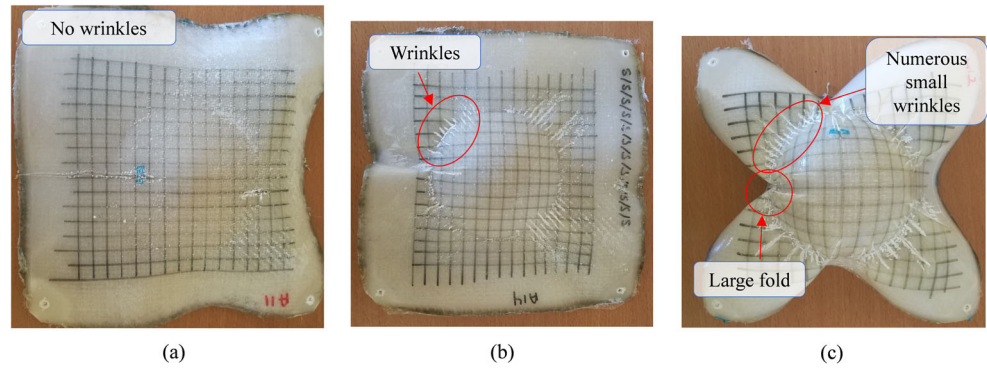 No wrinkles
A11
(a)
Wrinkles
A14
(b)
Numerous
small
wrinkles
Large fold
(c)